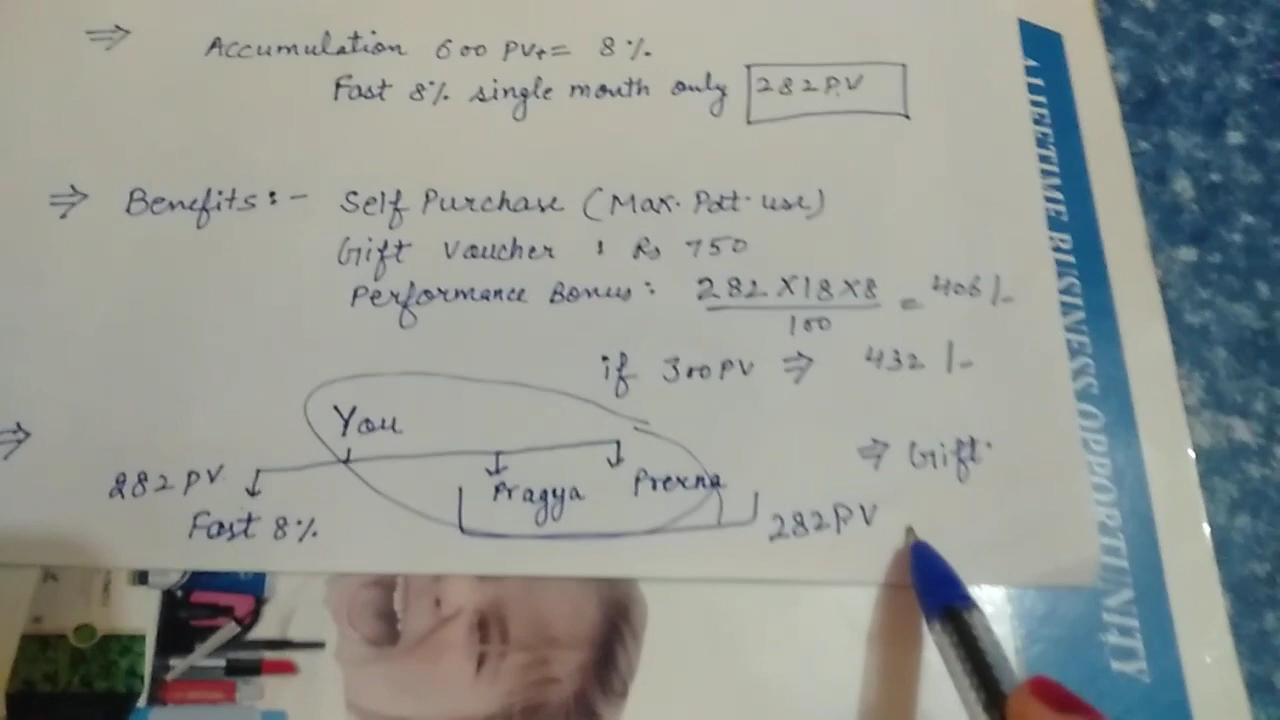 ⇒ Accumulation 600 PV+ = 8%.
Fast 8% single month only 282 PV
⇒ Benefits:- Self Purchase (Max. Pdt. use)
Gift Voucher : Rs 750
Performance Bonus: 282 X 18 X 8 / 100 = 406/-
if 300 PV ⇒ 432/-
⇒ You
⇒ Gift.
282 PV Pragya Prerna
Fast 8% 282 PV
A LIFETIME BUSINESS OPPORTUNITY